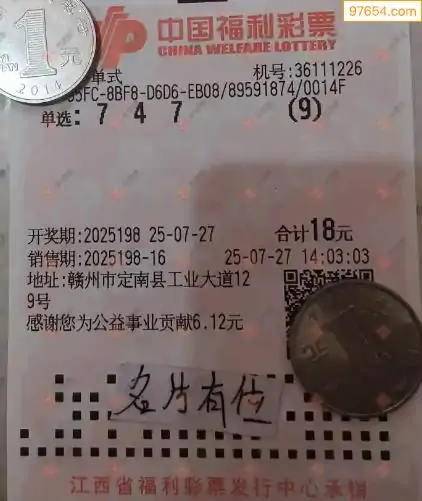 97654.com
中国福利彩票
CHINA WELFARE LOTTERY
单式
机号:36111226
5FC-8BF8-D6D6-EB08/89591874/0014F
单选: 7 4 7 (9)
开奖期:2025198 25-07-27 合计18元
销售期:2025198-16 25-07-27 14:03:03
地址:赣州市定南县工业大道12
9号
感谢您为公益事业贡献6.12元
名片有位
江西省福利彩票发行中心承销
1元
2014